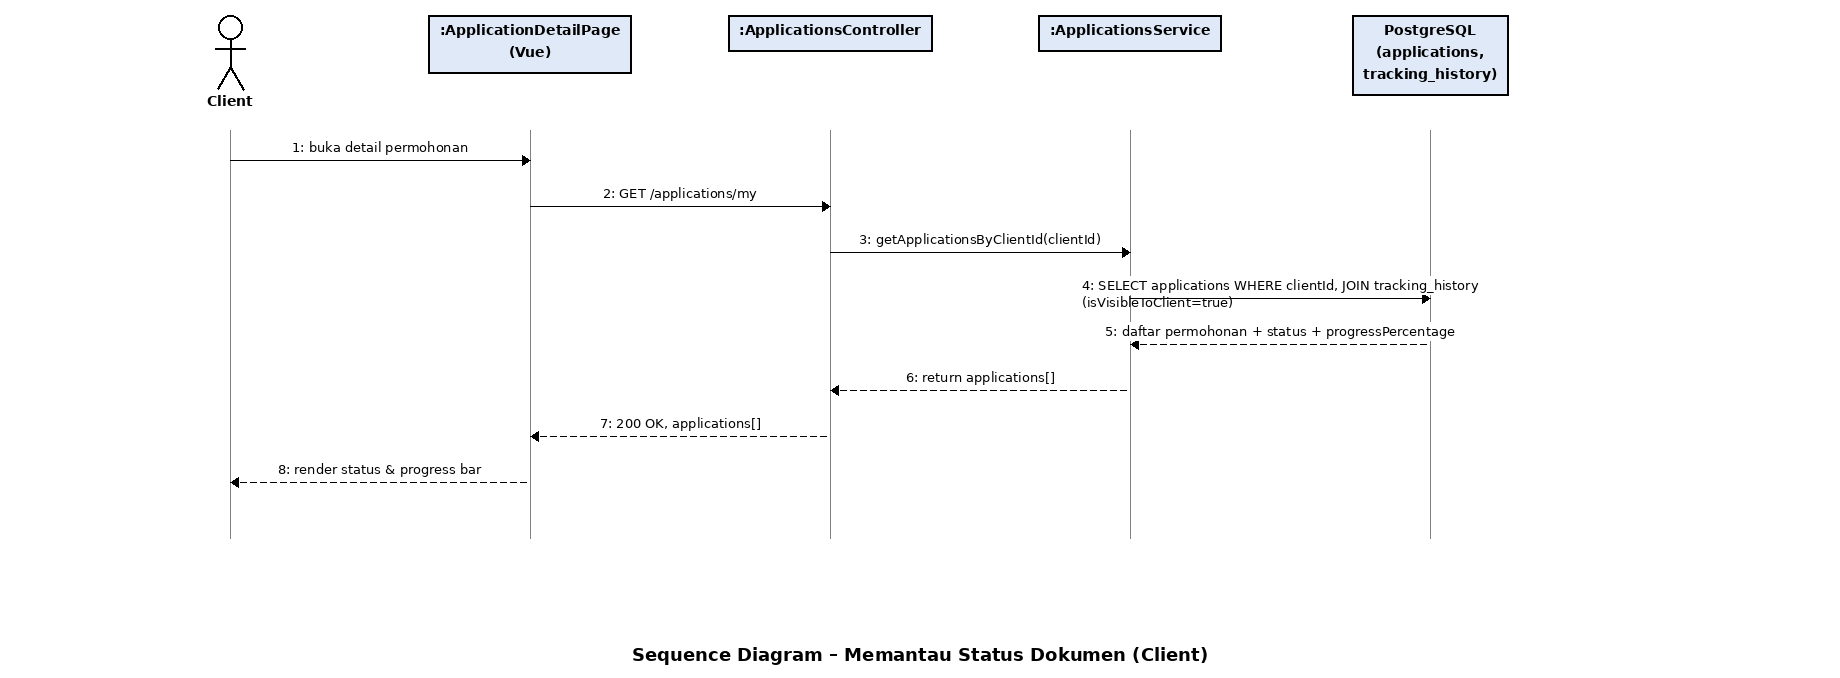 Client
:ApplicationDetailPage
(Vue)
:ApplicationsController
:ApplicationsService
PostgreSQL
(applications,
tracking_history)
1: buka detail permohonan
2: GET /applications/my
3: getApplicationsByClientId(clientId)
4: SELECT applications WHERE clientId, JOIN tracking_history
(isVisibleToClient=true)
5: daftar permohonan + status + progressPercentage
6: return applications[]
7: 200 OK, applications[]
8: render status & progress bar
Sequence Diagram – Memantau Status Dokumen (Client)